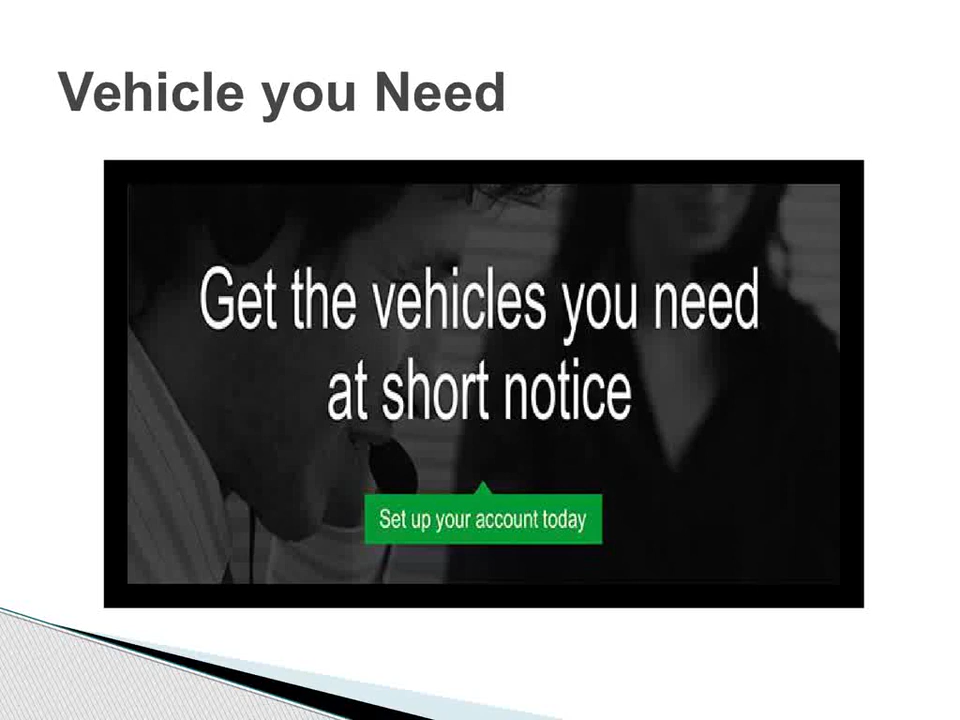 Vehicle you Need
Get the vehicles you need
at short notice
Set up your account today